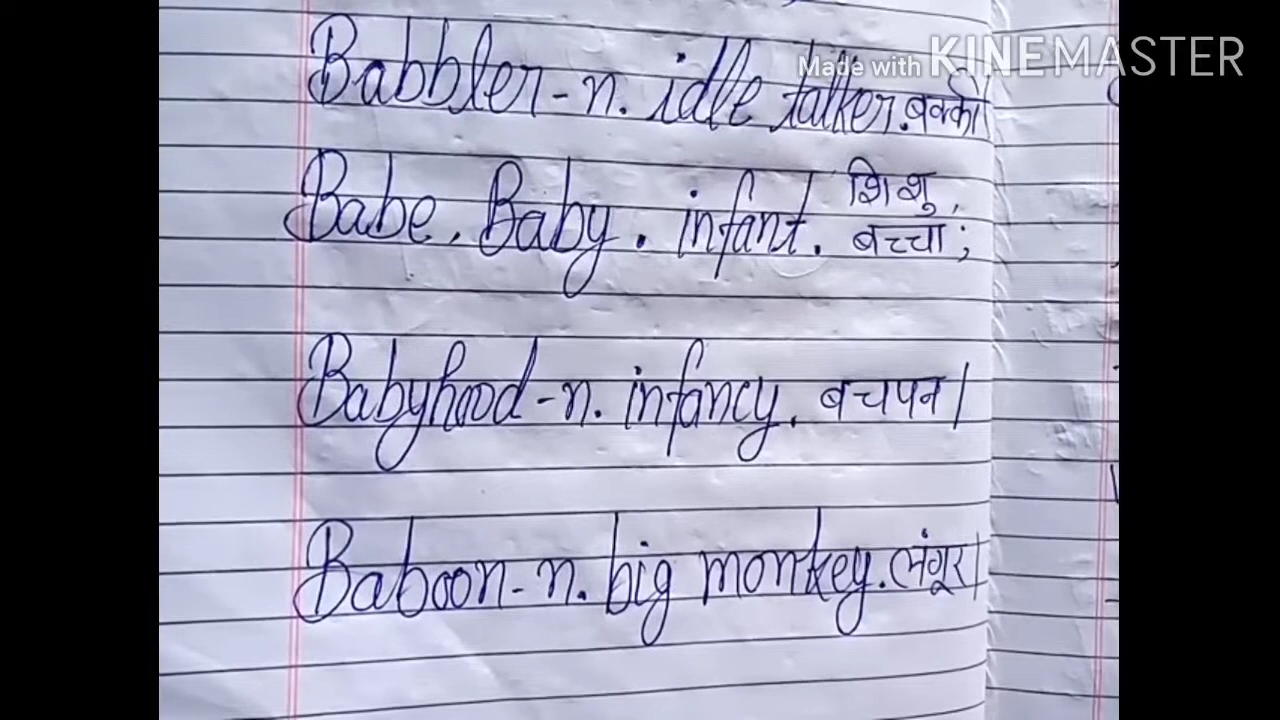 Made with KINEMASTER
Babbler - n. idle talker. बक्की
Babe. Baby. infant. शिशु,
बच्चा;
Babyhood - n. infancy. बचपन।
Baboon - n. big monkey. लंगूर।